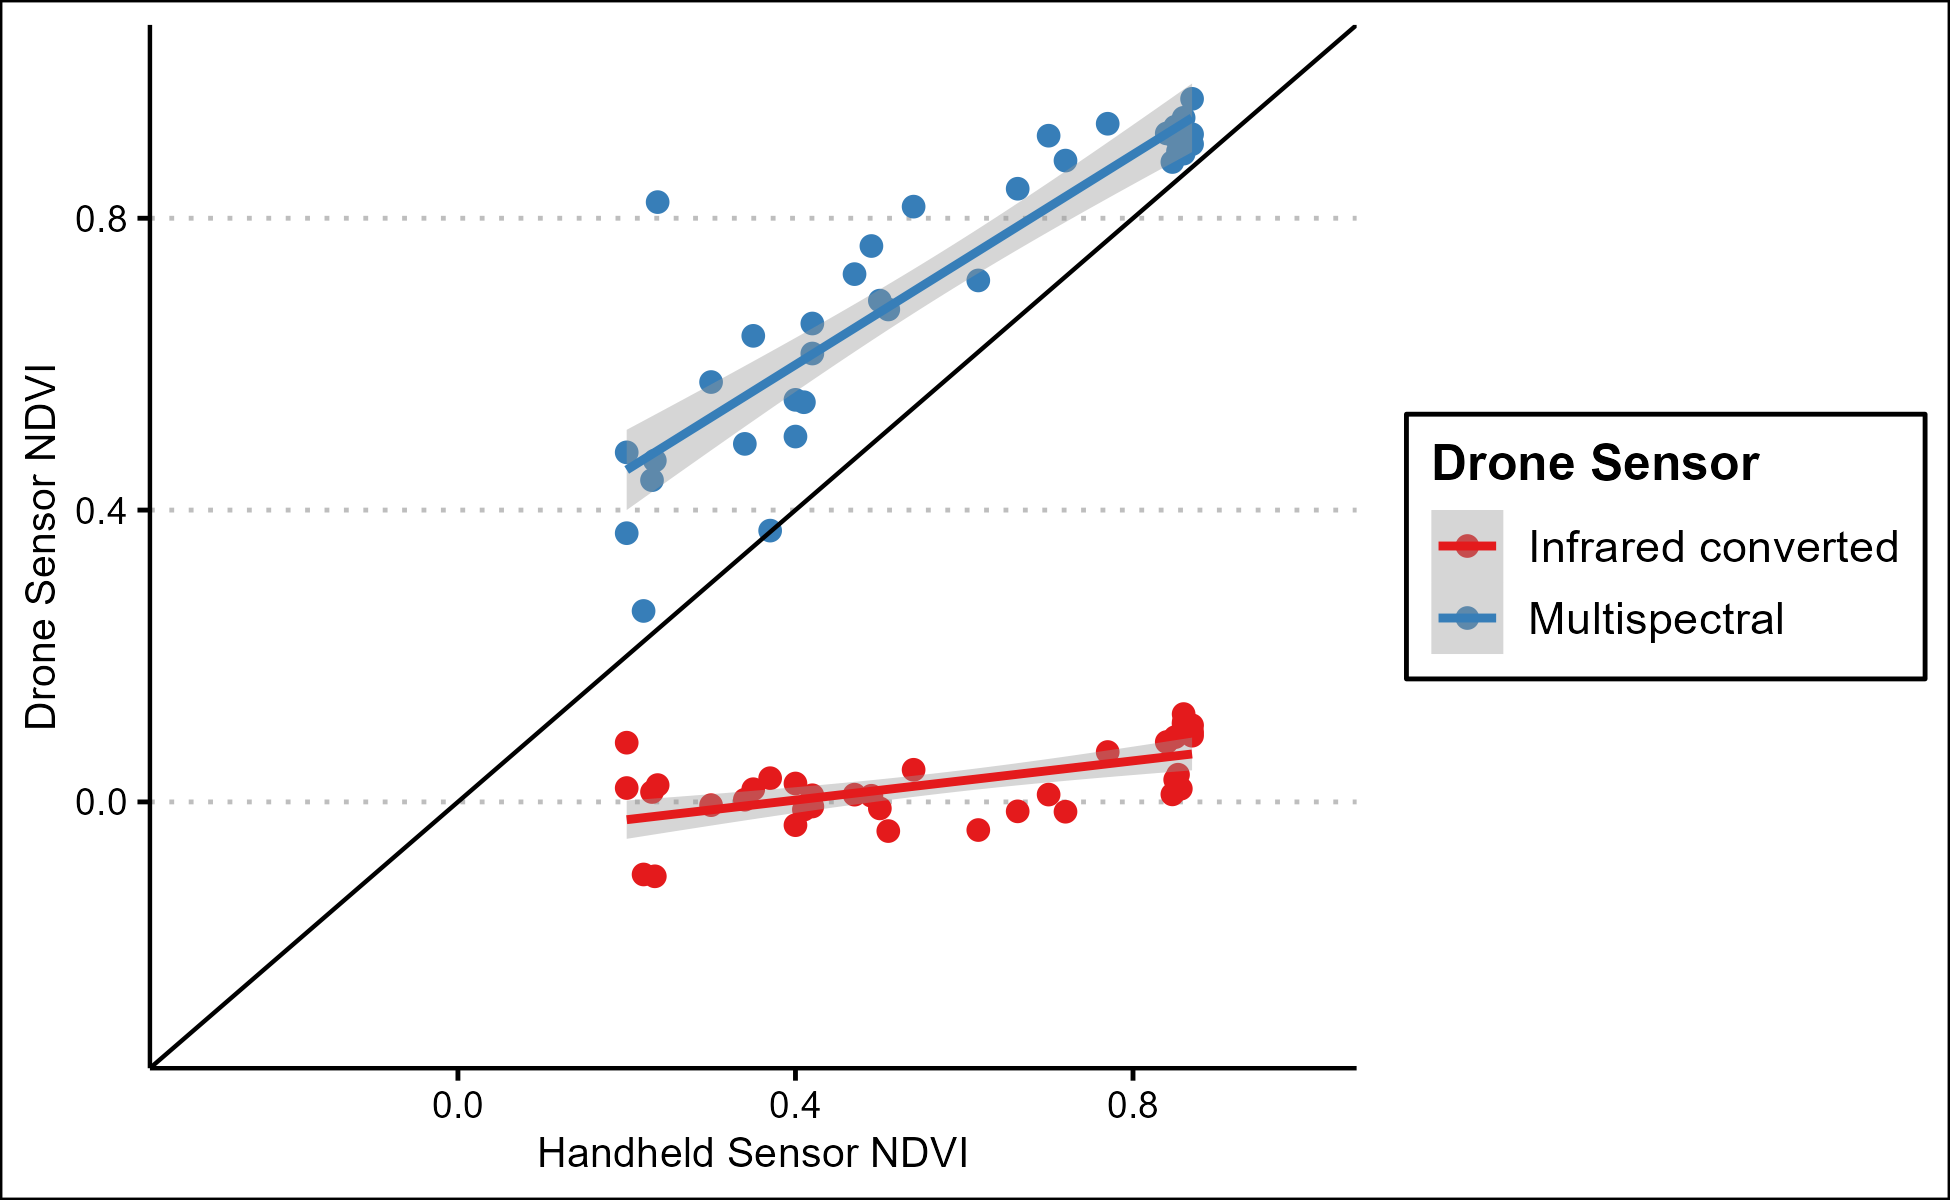 Drone Sensor NDVI
0.8
0.4
0.0
0.0 0.4 0.8
Handheld Sensor NDVI
Drone Sensor
Infrared converted
Multispectral